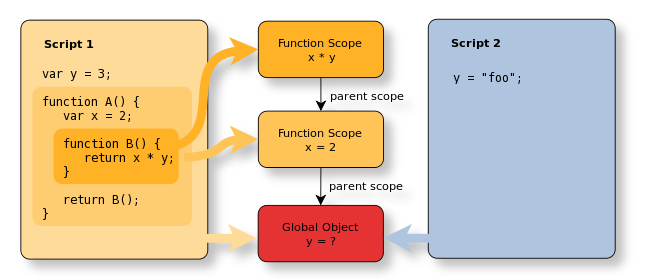 Script 1
var y = 3;
function A() {
   var x = 2;
   function B() {
      return x * y;
   }
   return B();
}
Function Scope
x * y
parent scope
Function Scope
x = 2
parent scope
Global Object
y = ?
Script 2
y = "foo";